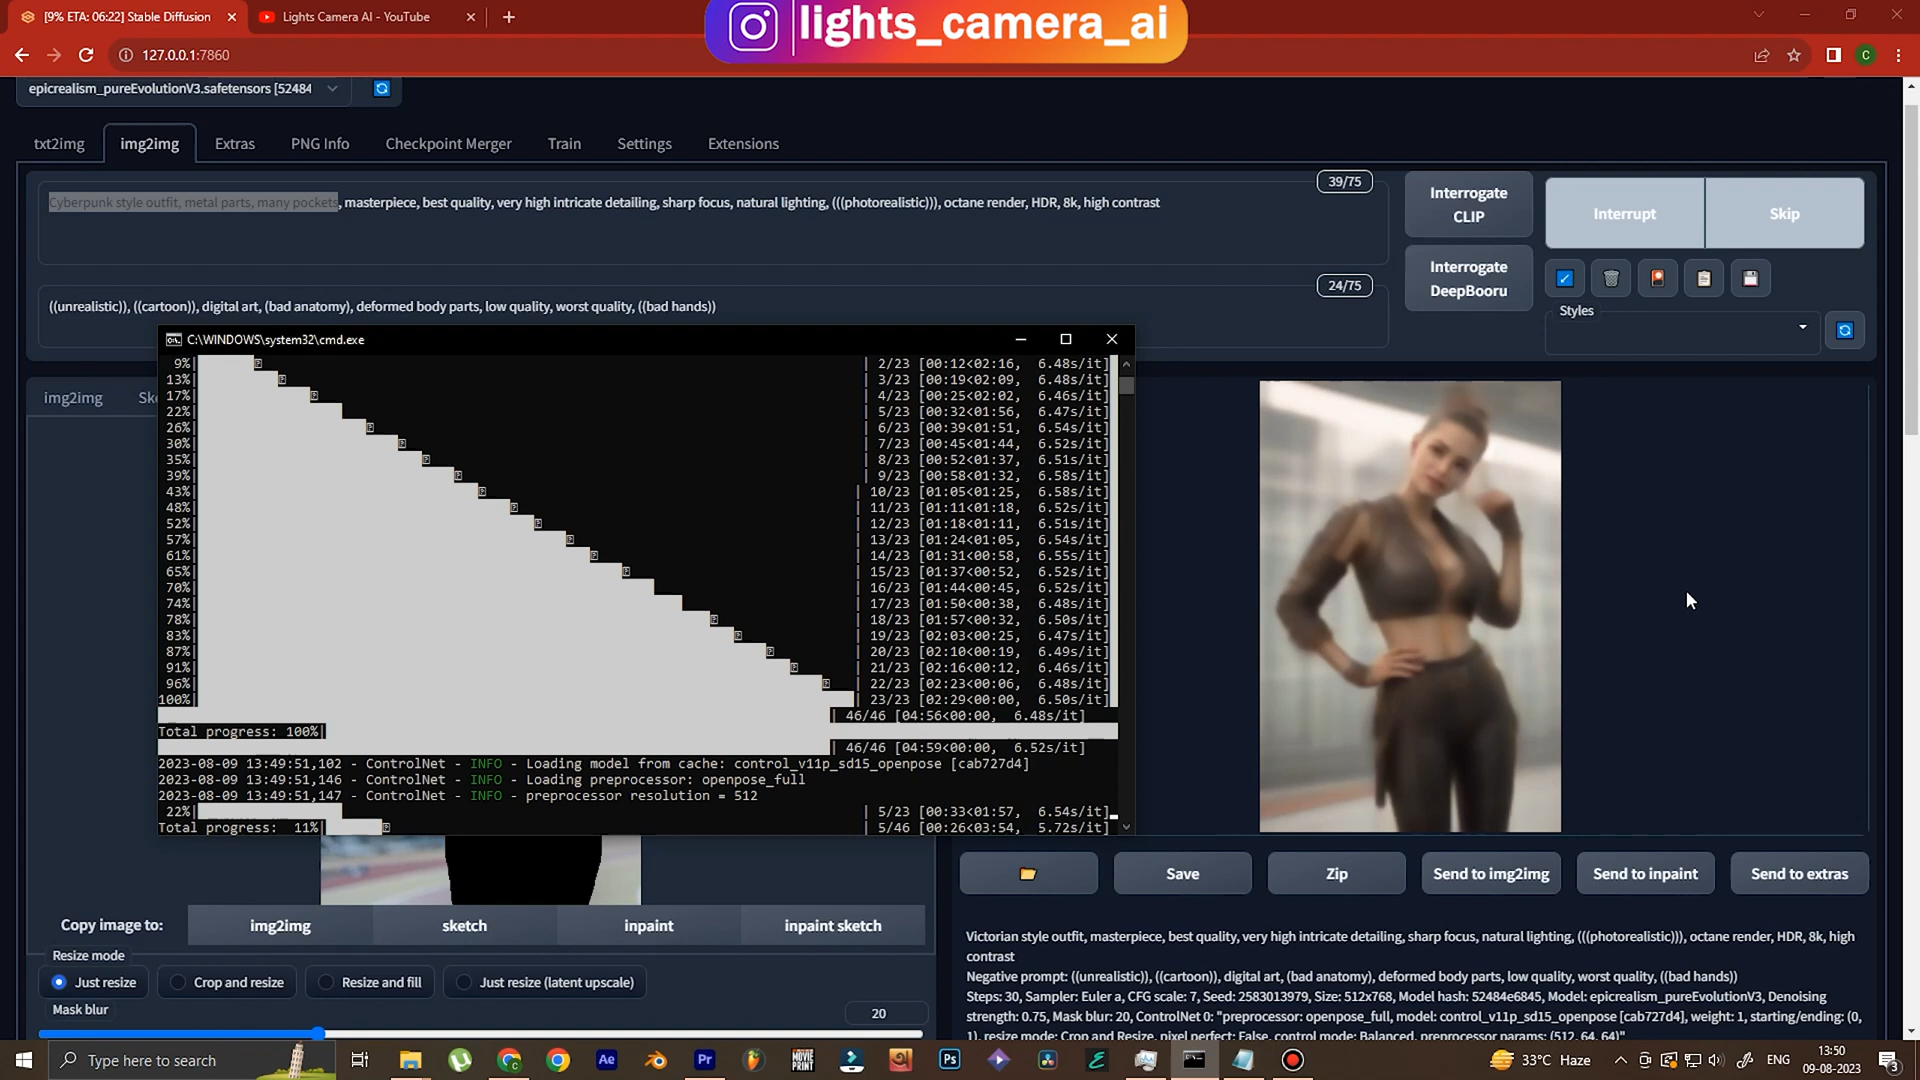 [9% ETA: 06:22] Stable Diffusion
Lights Camera AI - YouTube
lights_camera_ai
127.0.0.1:7860
epicrealism_pureEvolutionV3.safetensors [52484
txt2img
img2img
Extras
PNG Info
Checkpoint Merger
Train
Settings
Extensions
39/75
Cyberpunk style outfit, metal parts, many pockets, masterpiece, best quality, very high intricate detailing, sharp focus, natural lighting, (((photorealistic))), octane render, HDR, 8k, high contrast
Interrogate
CLIP
Interrupt
Skip
24/75
((unrealistic)), ((cartoon)), digital art, (bad anatomy), deformed body parts, low quality, worst quality, ((bad hands))
Interrogate
DeepBooru
Styles
C:\WINDOWS\system32\cmd.exe
9%| | 2/23 [00:12<02:16, 6.48s/it]
13%| | 3/23 [00:19<02:09, 6.48s/it]
17%| | 4/23 [00:25<02:02, 6.46s/it]
22%| | 5/23 [00:32<01:56, 6.47s/it]
26%| | 6/23 [00:39<01:51, 6.54s/it]
30%| | 7/23 [00:45<01:44, 6.52s/it]
35%| | 8/23 [00:52<01:37, 6.51s/it]
39%| | 9/23 [00:58<01:32, 6.58s/it]
43%| | 10/23 [01:05<01:25, 6.58s/it]
48%| | 11/23 [01:11<01:18, 6.52s/it]
52%| | 12/23 [01:18<01:11, 6.51s/it]
57%| | 13/23 [01:24<01:05, 6.54s/it]
61%| | 14/23 [01:31<00:58, 6.55s/it]
65%| | 15/23 [01:37<00:52, 6.52s/it]
70%| | 16/23 [01:44<00:45, 6.52s/it]
74%| | 17/23 [01:50<00:38, 6.48s/it]
78%| | 18/23 [01:57<00:32, 6.50s/it]
83%| | 19/23 [02:03<00:25, 6.47s/it]
87%| | 20/23 [02:10<00:19, 6.49s/it]
91%| | 21/23 [02:16<00:12, 6.46s/it]
96%| | 22/23 [02:23<00:06, 6.48s/it]
100%| | 23/23 [02:29<00:00, 6.50s/it]
| 46/46 [04:56<00:00, 6.48s/it]
Total progress: 100%|
| 46/46 [04:59<00:00, 6.52s/it]
2023-08-09 13:49:51,102 - ControlNet - INFO - Loading model from cache: control_v11p_sd15_openpose [cab727d4]
2023-08-09 13:49:51,146 - ControlNet - INFO - Loading preprocessor: openpose_full
2023-08-09 13:49:51,147 - ControlNet - INFO - preprocessor resolution = 512
22%| | 5/23 [00:33<01:57, 6.54s/it]
Total progress: 11%| | 5/46 [00:26<03:54, 5.72s/it]
img2img
Sk
Save
Zip
Send to img2img
Send to inpaint
Send to extras
Copy image to:
img2img
sketch
inpaint
inpaint sketch
Resize mode
Just resize
Crop and resize
Resize and fill
Just resize (latent upscale)
Mask blur
20
Victorian style outfit, masterpiece, best quality, very high intricate detailing, sharp focus, natural lighting, (((photorealistic))), octane render, HDR, 8k, high
contrast
Negative prompt: ((unrealistic)), ((cartoon)), digital art, (bad anatomy), deformed body parts, low quality, worst quality, ((bad hands))
Steps: 30, Sampler: Euler a, CFG scale: 7, Seed: 2583013979, Size: 512x768, Model hash: 52484e6845, Model: epicrealism_pureEvolutionV3, Denoising
strength: 0.75, Mask blur: 20, ControlNet 0: "preprocessor: openpose_full, model: control_v11p_sd15_openpose [cab727d4], weight: 1, starting/ending: (0,
1), resize mode: Crop and Resize, pixel perfect: False, control mode: Balanced, preprocessor params: (512, 64, 64)"
Type here to search
Ae
Pr
MOVIE
PRINT
Ps
33°C Haze
ENG
13:50
09-08-2023
3